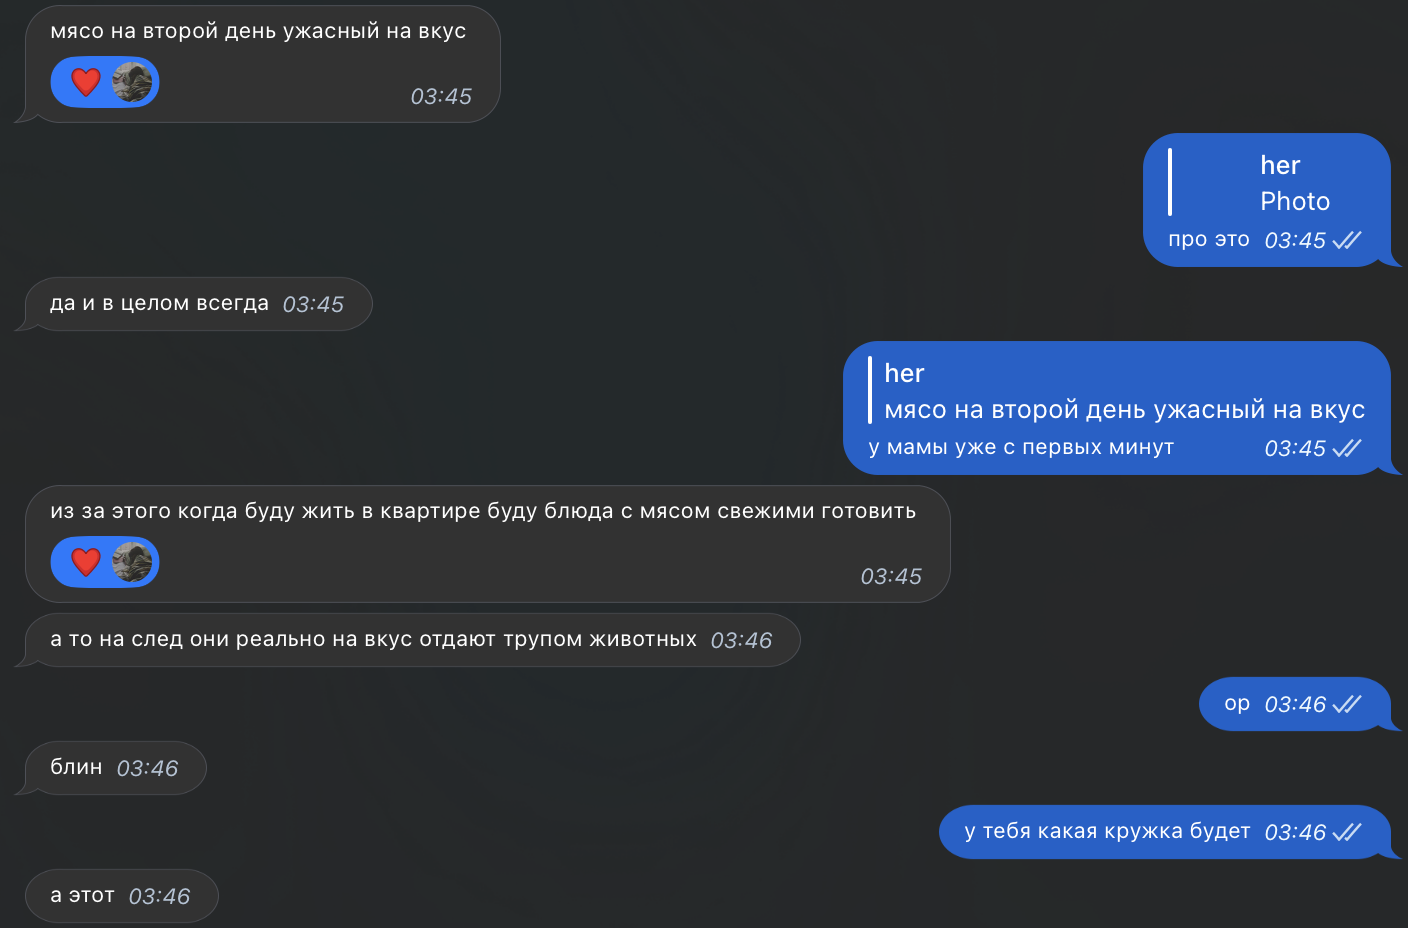 мясо на второй день ужасный на вкус
03:45
her
Photo
про это 03:45
да и в целом всегда 03:45
her
мясо на второй день ужасный на вкус
у мамы уже с первых минут 03:45
из за этого когда буду жить в квартире буду блюда с мясом свежими готовить
03:45
а то на след они реально на вкус отдают трупом животных 03:46
ор 03:46
блин 03:46
у тебя какая кружка будет 03:46
а этот 03:46